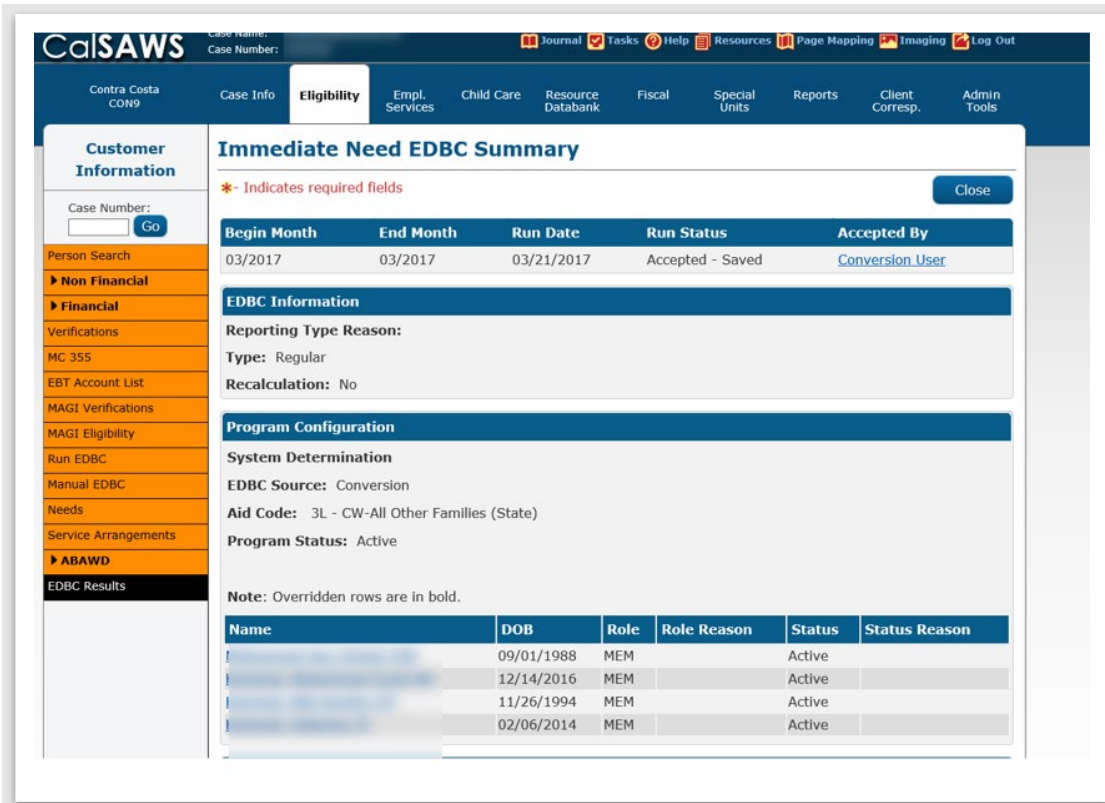 CalSAWS
Case Name:
Case Number:
Journal Tasks Help Resources Page Mapping Imaging Log Out
Contra Costa
CON9
Case Info
Eligibility
Empl.
Services
Child Care
Resource
Databank
Fiscal
Special
Units
Reports
Client
Corresp.
Admin
Tools
Customer
Information
Case Number:
Go
Person Search
Non Financial
Financial
Verifications
MC 355
EBT Account List
MAGI Verifications
MAGI Eligibility
Run EDBC
Manual EDBC
Needs
Service Arrangements
ABAWD
EDBC Results
Immediate Need EDBC Summary
*- Indicates required fields
Close
Begin Month End Month Run Date Run Status Accepted By
03/2017 03/2017 03/21/2017 Accepted - Saved Conversion User
EDBC Information
Reporting Type Reason:
Type: Regular
Recalculation: No
Program Configuration
System Determination
EDBC Source: Conversion
Aid Code: 3L - CW-All Other Families (State)
Program Status: Active
Note: Overridden rows are in bold.
Name DOB Role Role Reason Status Status Reason
09/01/1988 MEM Active
12/14/2016 MEM Active
11/26/1994 MEM Active
02/06/2014 MEM Active